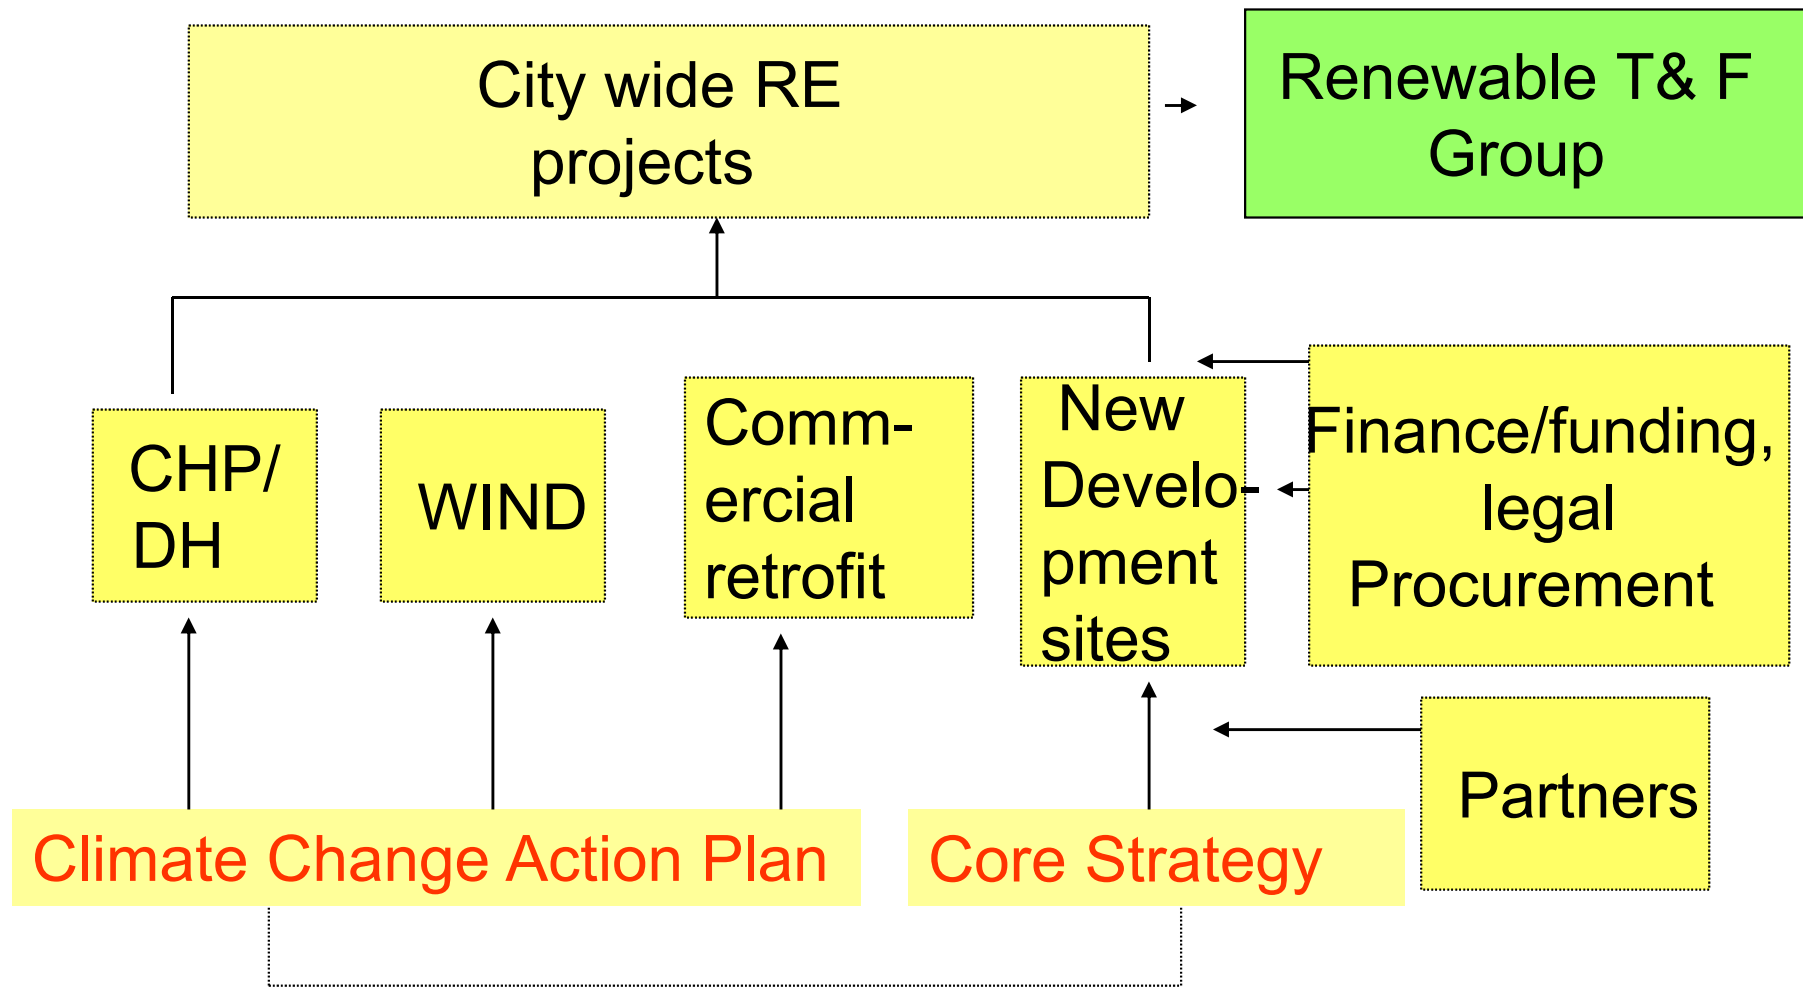 City wide RE
projects
Renewable T& F
Group
CHP/
DH
WIND
Comm-
ercial
retrofit
New
Develo-
pment
sites
Finance/funding,
legal
Procurement
Partners
Climate Change Action Plan
Core Strategy